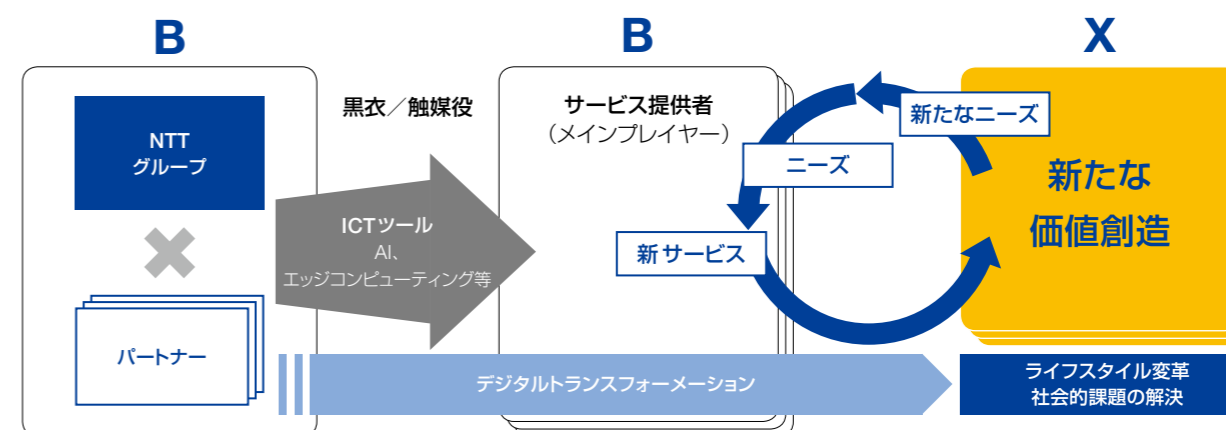 B
NTT
グループ
パートナー
黒衣／触媒役
ICTツール
AI、
エッジコンピューティング等
B
サービス提供者
（メインプレイヤー）
ニーズ
新サービス
新たなニーズ
X
新たな
価値創造
デジタルトランスフォーメーション
ライフスタイル変革
社会的課題の解決